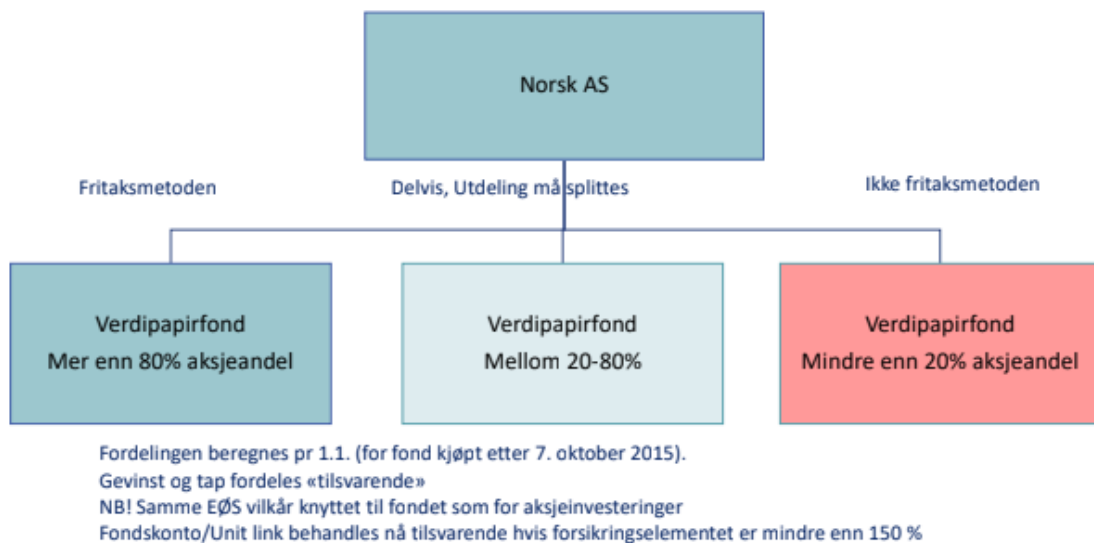 Norsk AS
Fritaksmetoden
Delvis, Utdeling må splittes
Ikke fritaksmetoden
Verdipapirfond
Mer enn 80% aksjeandel
Verdipapirfond
Mellom 20-80%
Verdipapirfond
Mindre enn 20% aksjeandel
Fordelingen beregnes pr 1.1. (for fond kjøpt etter 7. oktober 2015).
Gevinst og tap fordeles «tilsvarende»
NB! Samme EØS vilkår knyttet til fondet som for aksjeinvesteringer
Fondskonto/Unit link behandles nå tilsvarende hvis forsikringselementet er mindre enn 150 %